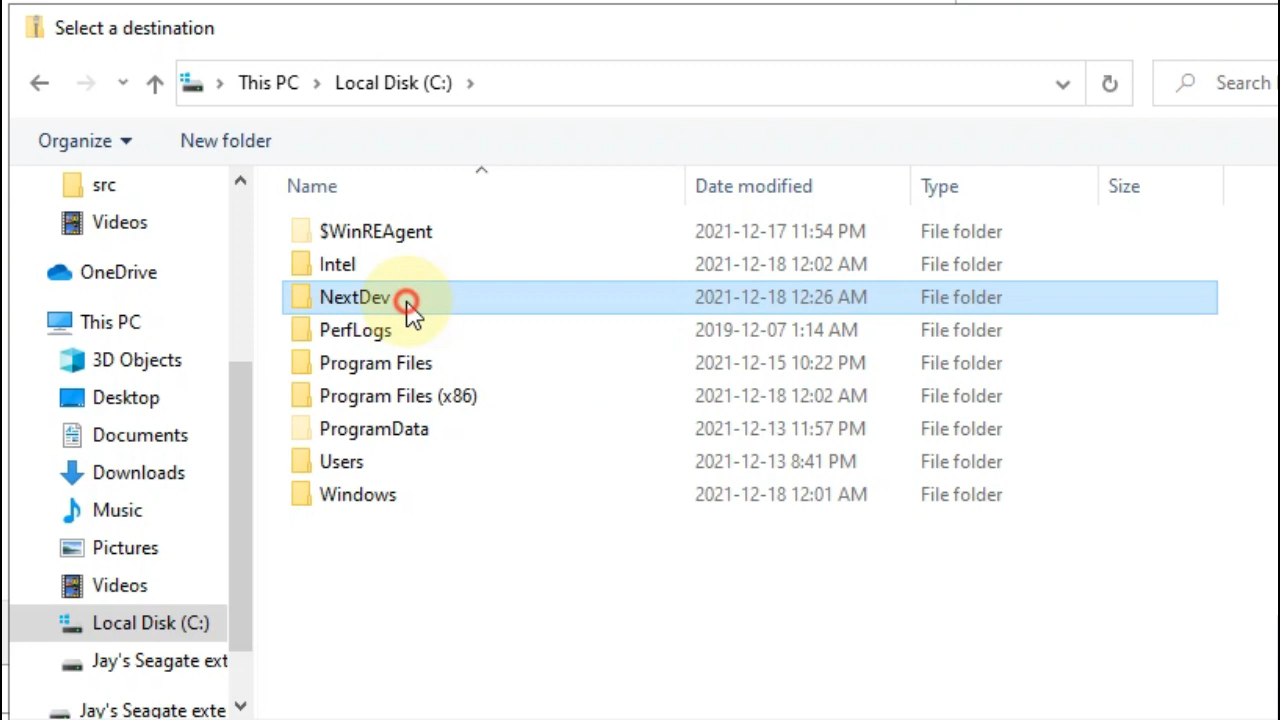 Select a destination
This PC > Local Disk (C:) >
Search
Organize
New folder
src
Videos
OneDrive
This PC
3D Objects
Desktop
Documents
Downloads
Music
Pictures
Videos
Local Disk (C:)
Jay's Seagate ext
Jay's Seagate exte
Name Date modified Type Size
$WinREAgent 2021-12-17 11:54 PM File folder
Intel 2021-12-18 12:02 AM File folder
NextDev 2021-12-18 12:26 AM File folder
PerfLogs 2019-12-07 1:14 AM File folder
Program Files 2021-12-15 10:22 PM File folder
Program Files (x86) 2021-12-18 12:02 AM File folder
ProgramData 2021-12-13 11:57 PM File folder
Users 2021-12-13 8:41 PM File folder
Windows 2021-12-18 12:01 AM File folder